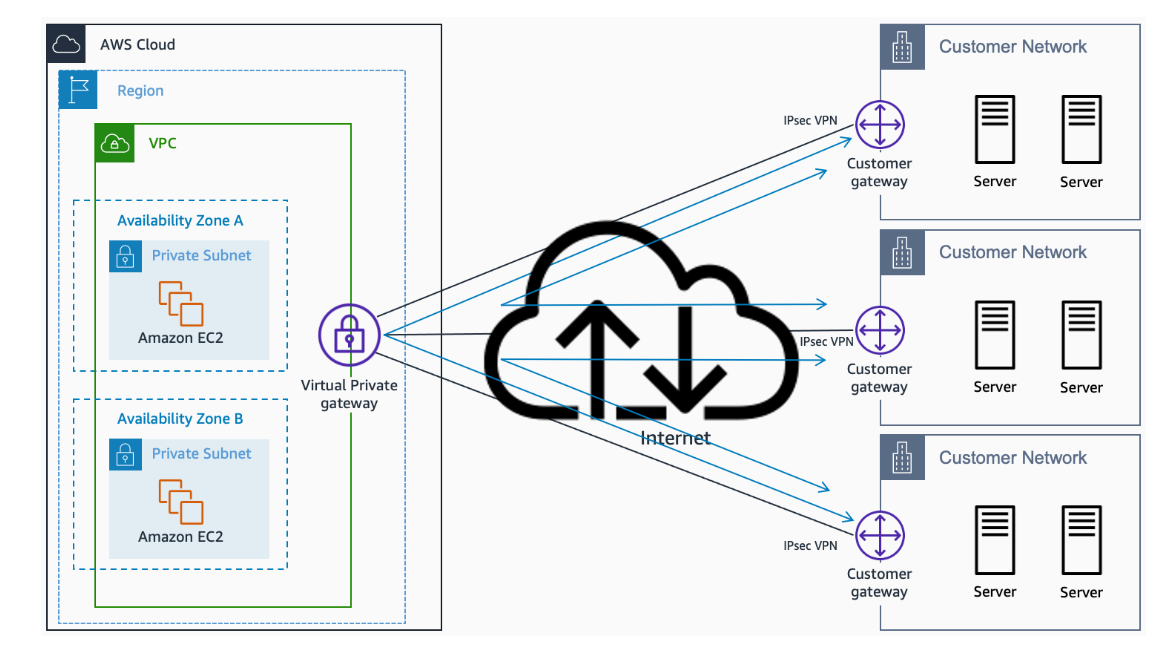 AWS Cloud
Region
VPC
Availability Zone A
Private Subnet
Amazon EC2
Availability Zone B
Private Subnet
Amazon EC2
Virtual Private
gateway
Internet
IPsec VPN
Customer
gateway
Customer Network
Server
Server
IPsec VPN
Customer
gateway
Customer Network
Server
Server
IPsec VPN
Customer
gateway
Customer Network
Server
Server